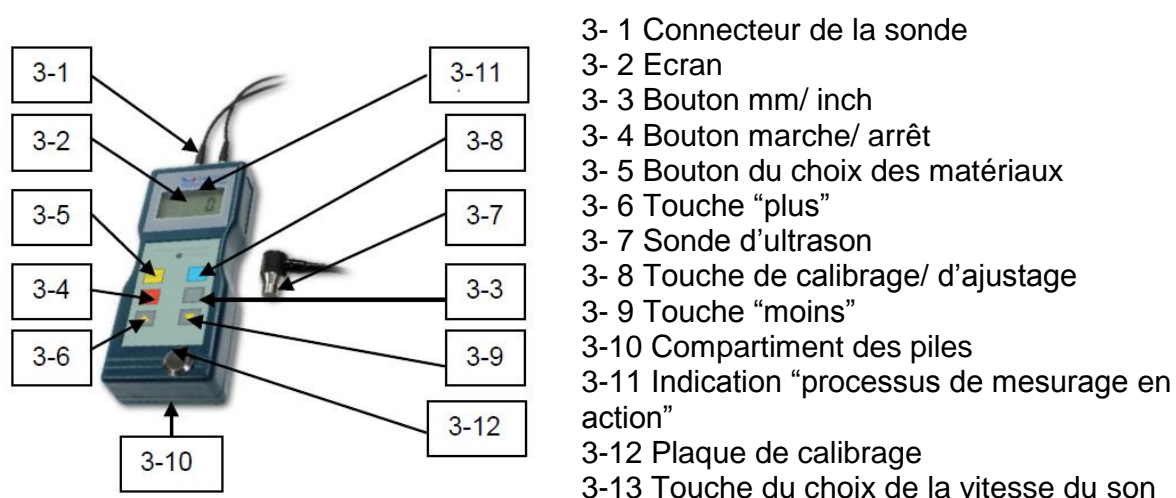 3-1
3-11
3-2
3-8
3-5
3-7
3-4
3-3
3-6
3-9
3-12
3-10
3- 1 Connecteur de la sonde
3- 2 Ecran
3- 3 Bouton mm/ inch
3- 4 Bouton marche/ arrêt
3- 5 Bouton du choix des matériaux
3- 6 Touche “plus”
3- 7 Sonde d’ultrason
3- 8 Touche de calibrage/ d’ajustage
3- 9 Touche “moins”
3-10 Compartiment des piles
3-11 Indication “processus de mesurage en
action”
3-12 Plaque de calibrage
3-13 Touche du choix de la vitesse du son